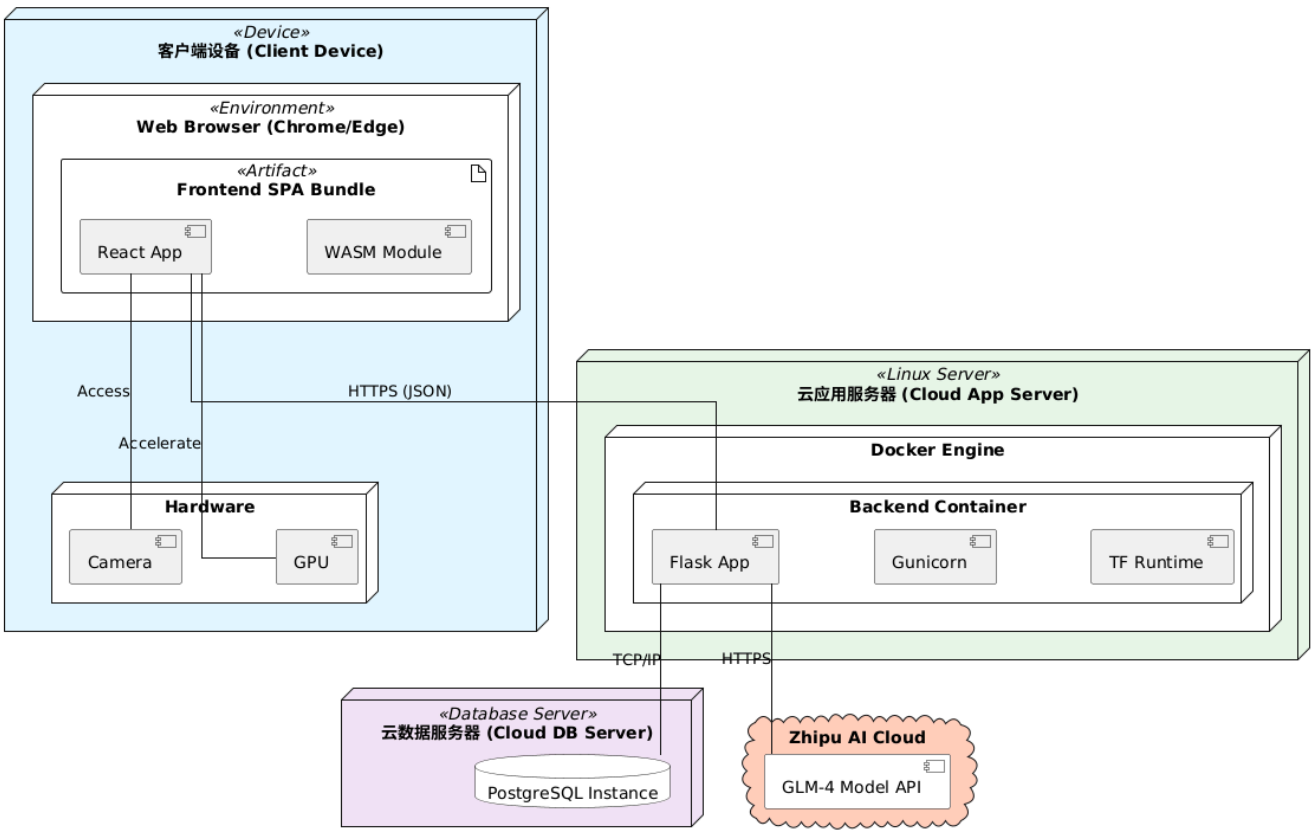 «Device»
客户端设备 (Client Device)
«Environment»
Web Browser (Chrome/Edge)
«Artifact»
Frontend SPA Bundle
React App
WASM Module
Access
HTTPS (JSON)
Accelerate
Hardware
Camera
GPU
«Linux Server»
云应用服务器 (Cloud App Server)
Docker Engine
Backend Container
Flask App
Gunicorn
TF Runtime
TCP/IP
HTTPS
«Database Server»
云数据服务器 (Cloud DB Server)
PostgreSQL Instance
Zhipu AI Cloud
GLM-4 Model API